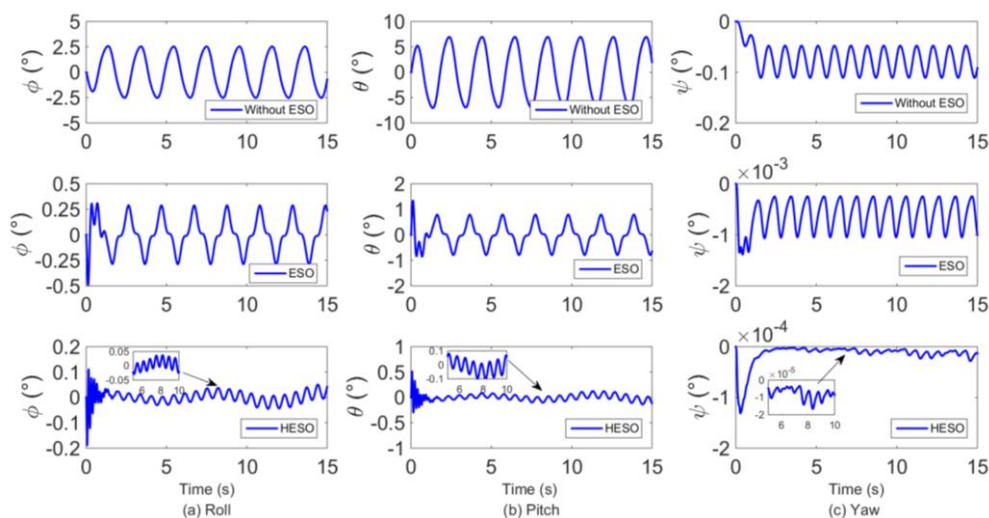 5
2.5
0
-2.5
-5
ϕ (°)
Without ESO
0 5 10 15
10
5
0
-5
-10
θ (°)
Without ESO
0 5 10 15
0
-0.1
-0.2
ψ (°)
Without ESO
0 5 10 15
0.5
0.25
0
-0.25
-0.5
ϕ (°)
ESO
0 5 10 15
2
1
0
-1
-2
θ (°)
ESO
0 5 10 15
×10-3
0
-1
-2
ψ (°)
ESO
0 5 10 15
0.2
0.1
0
0.1
0.2
ϕ (°)
0.05
0
-0.05
6 8 10
HESO
0 5 10 15
Time (s)
(a) Roll
1
0.5
0
-0.5
-1
θ (°)
0.1
0
-0.1
6 8 10
HESO
0 5 10 15
Time (s)
(b) Pitch
×10-4
0
-1
-2
ψ (°)
×10-5
0
-1
-2
6 8 10
HESO
0 5 10 15
Time (s)
(c) Yaw